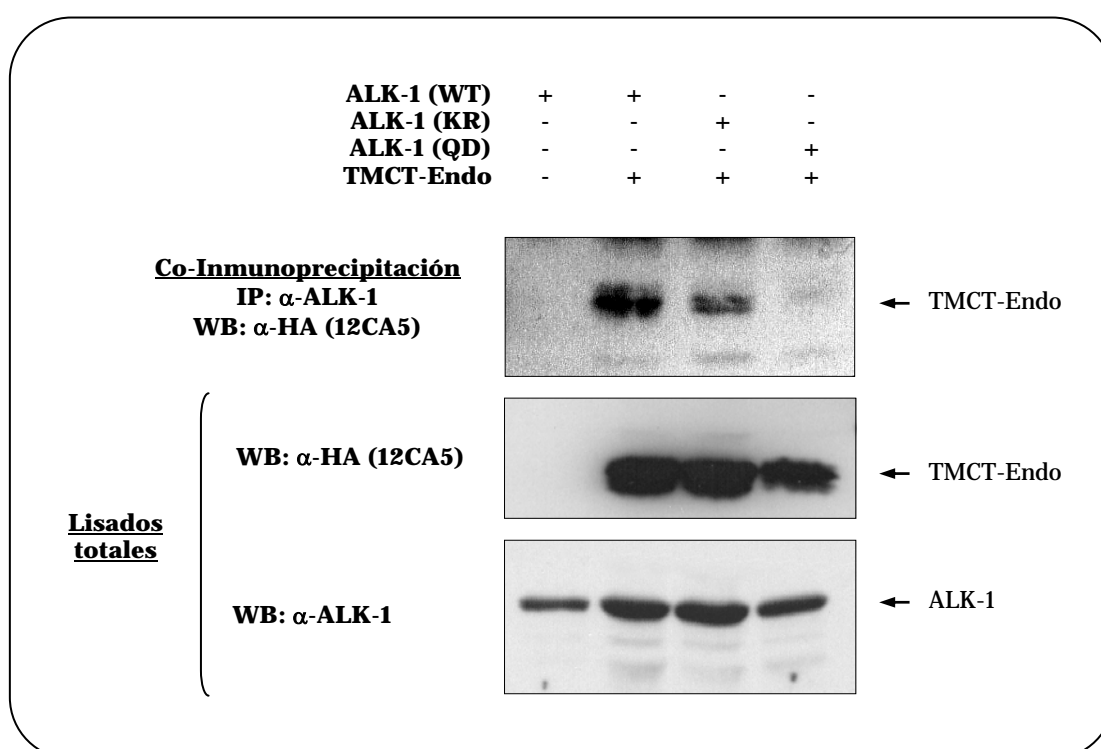 ALK-1 (WT) + + - -
ALK-1 (KR) - - + -
ALK-1 (QD) - - - +
TMCT-Endo - + + +
Co-Inmunoprecipitación
IP: α-ALK-1
WB: α-HA (12CA5)
TMCT-Endo
WB: α-HA (12CA5)
TMCT-Endo
Lisados
totales
WB: α-ALK-1
ALK-1